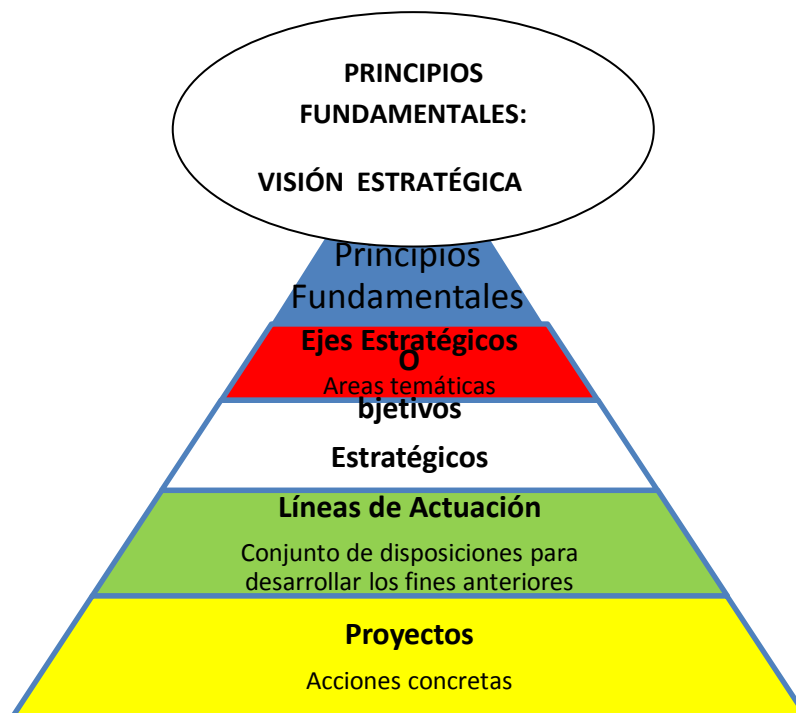 PRINCIPIOS
FUNDAMENTALES:
VISIÓN ESTRATÉGICA
Principios
Fundamentales
Ejes Estratégicos
O
Areas temáticas
bjetivos
Estratégicos
Líneas de Actuación
Conjunto de disposiciones para
desarrollar los fines anteriores
Proyectos
Acciones concretas